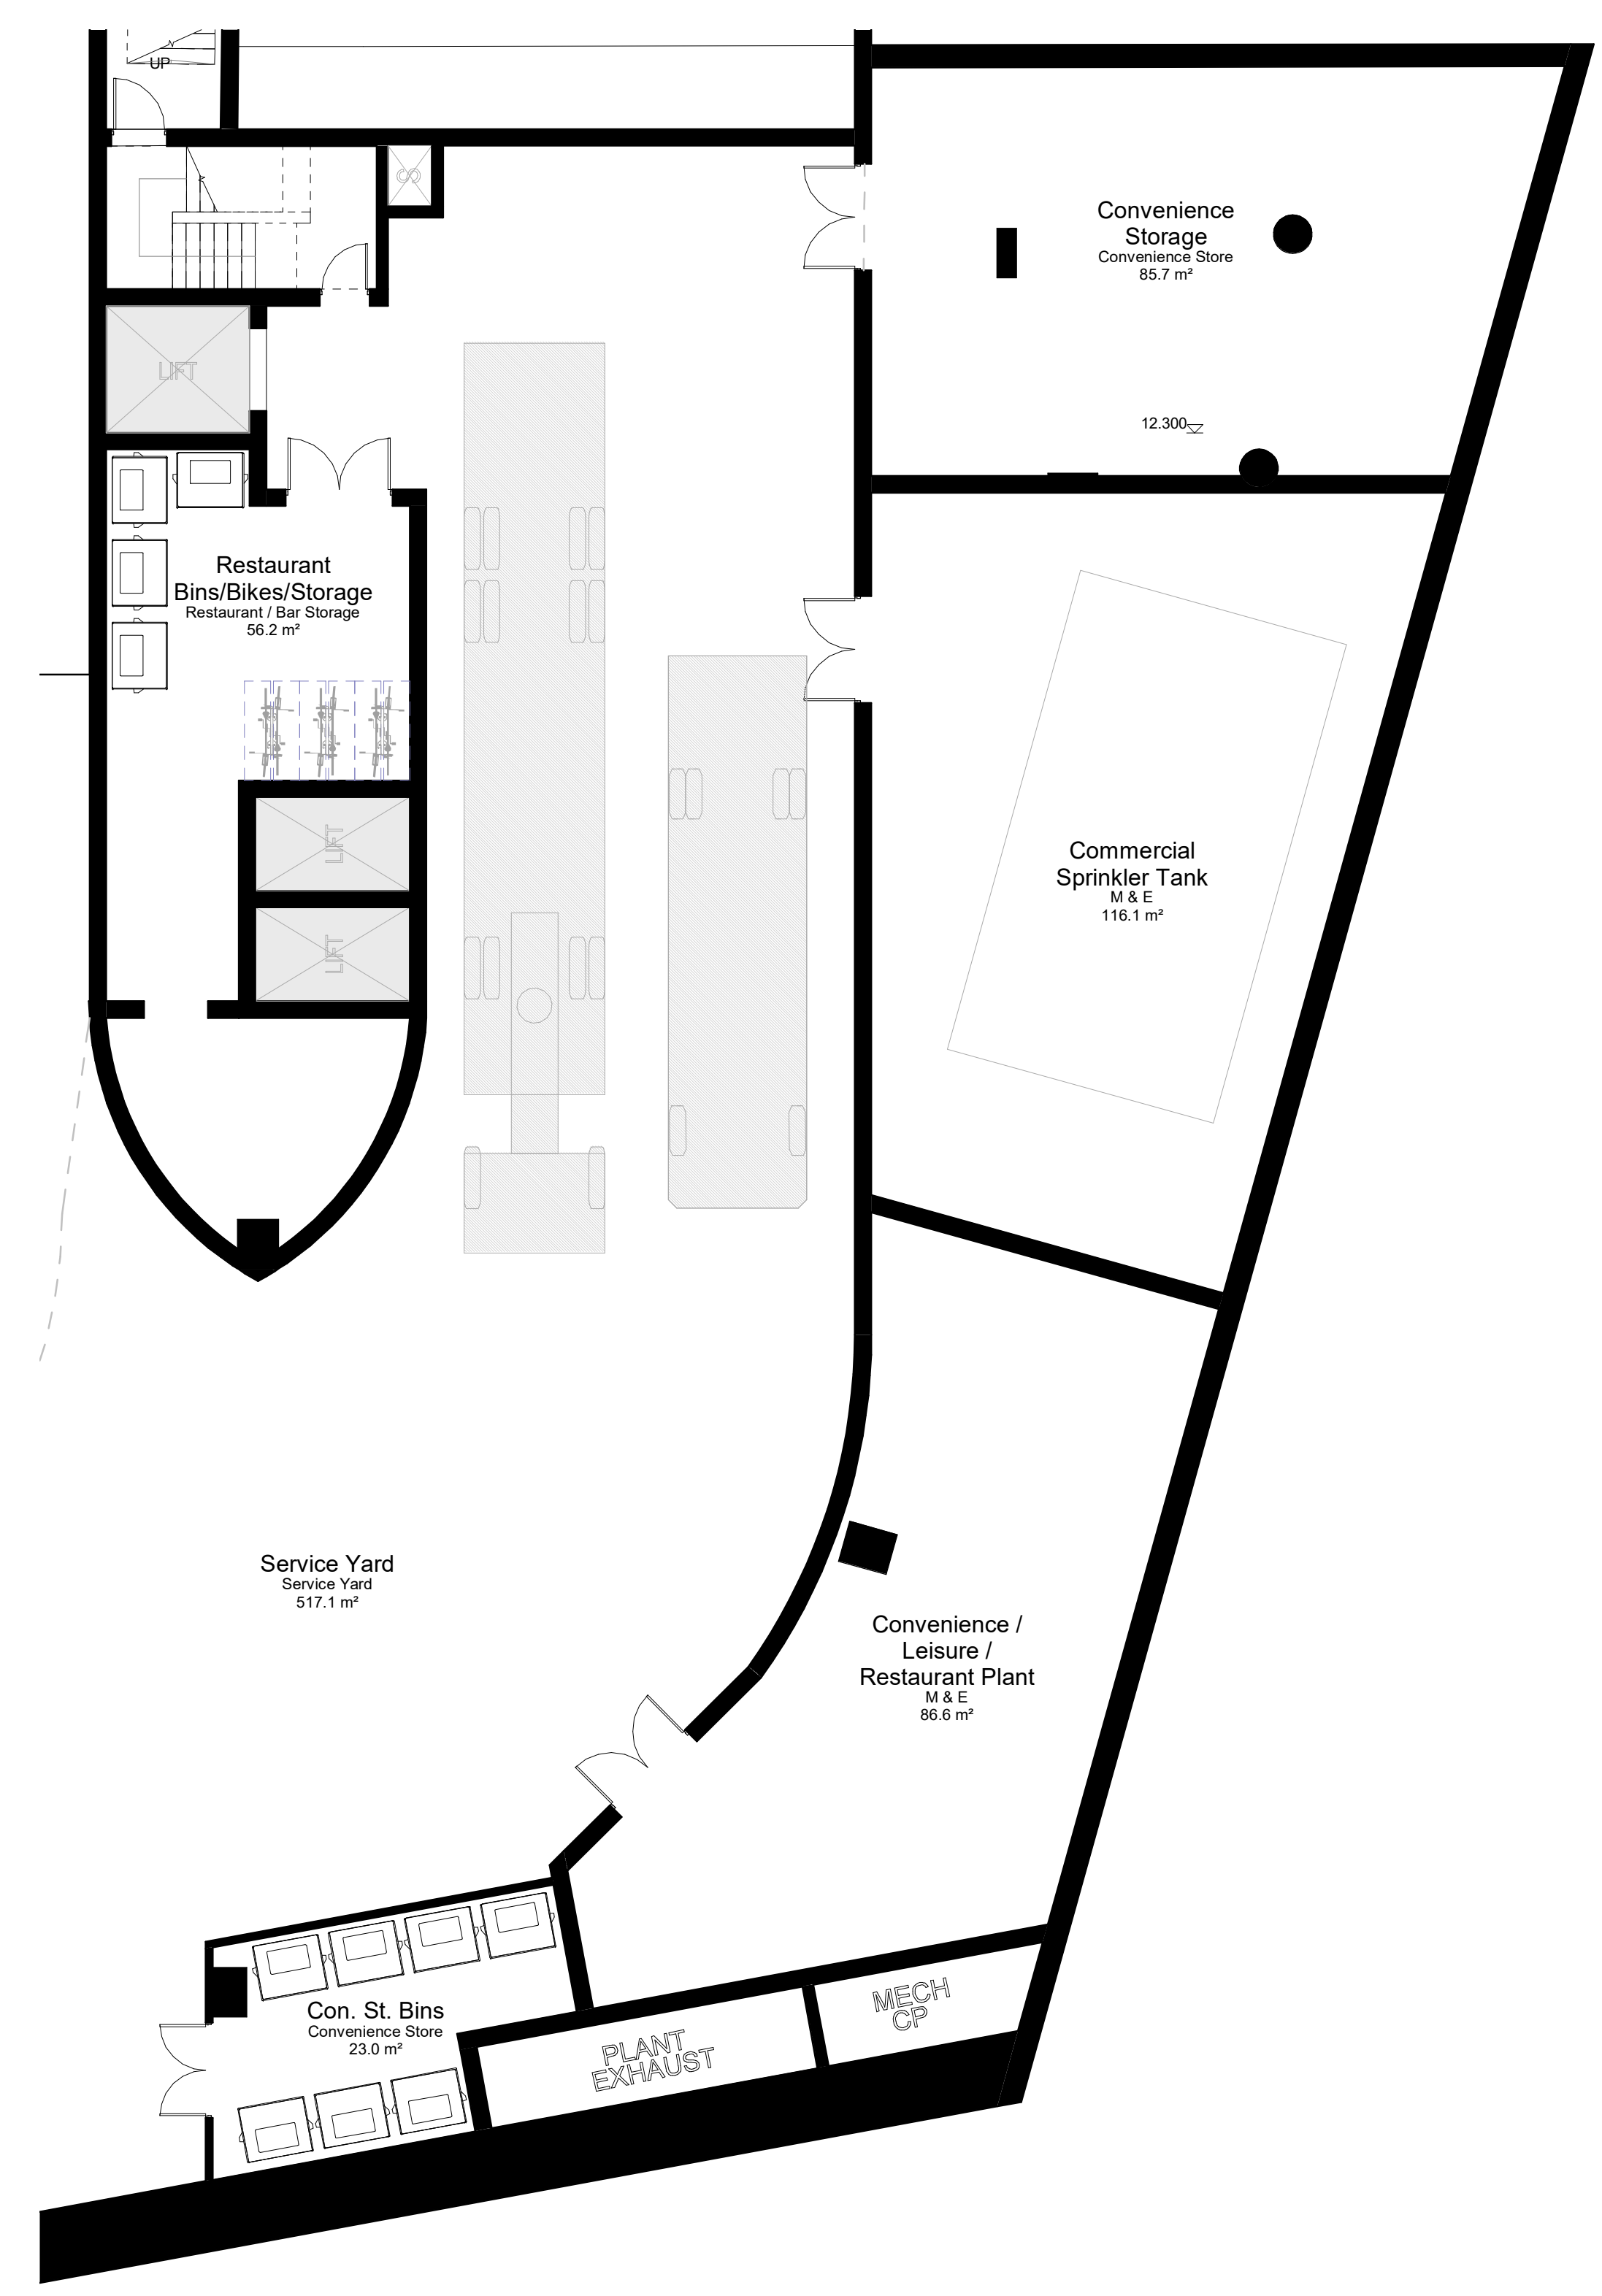 UP
CS
Convenience
Storage
Convenience Store
85.7 m²
LIFT
12.300
Restaurant
Bins/Bikes/Storage
Restaurant / Bar Storage
56.2 m²
LIFT
Commercial
Sprinkler Tank
M & E
116.1 m²
LIFT
Service Yard
Service Yard
517.1 m²
Convenience /
Leisure /
Restaurant Plant
M & E
86.6 m²
MECH
CP
Con. St. Bins
Convenience Store
23.0 m²
PLANT
EXHAUST